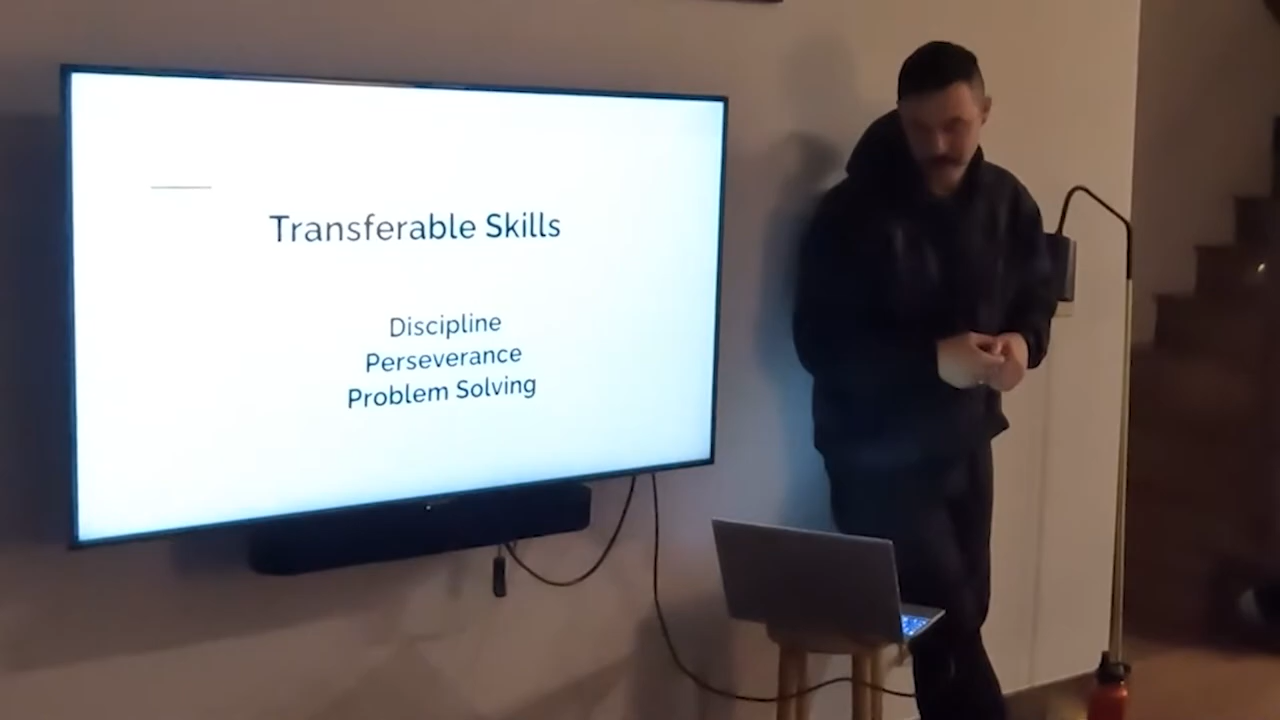 Transferable Skills
Discipline
Perseverance
Problem Solving